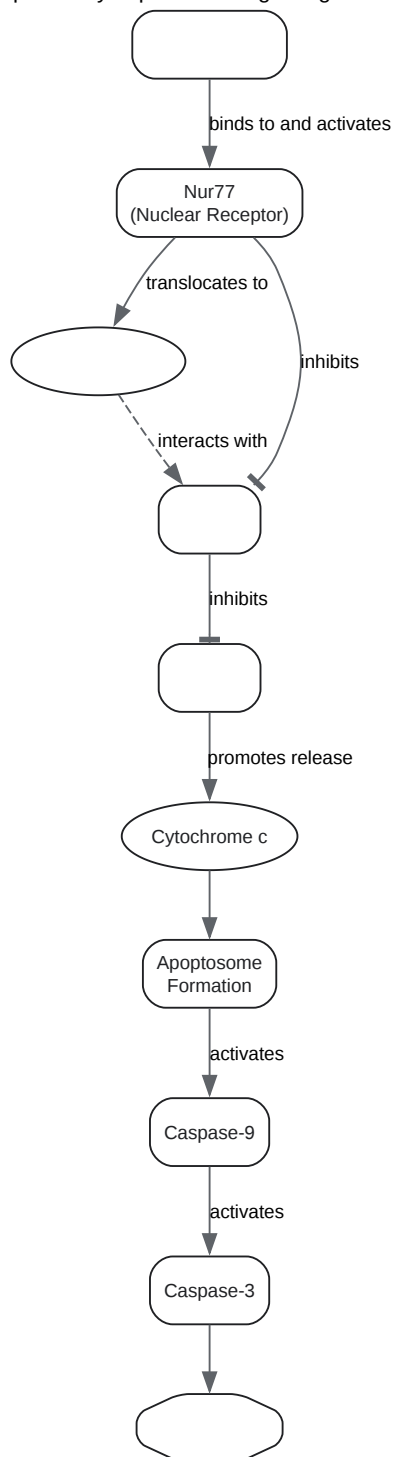 binds to and activates
Nur77
(Nuclear Receptor)
translocates to
inhibits
interacts with
inhibits
promotes release
Cytochrome c
Apoptosome
Formation
activates
Caspase-9
activates
Caspase-3